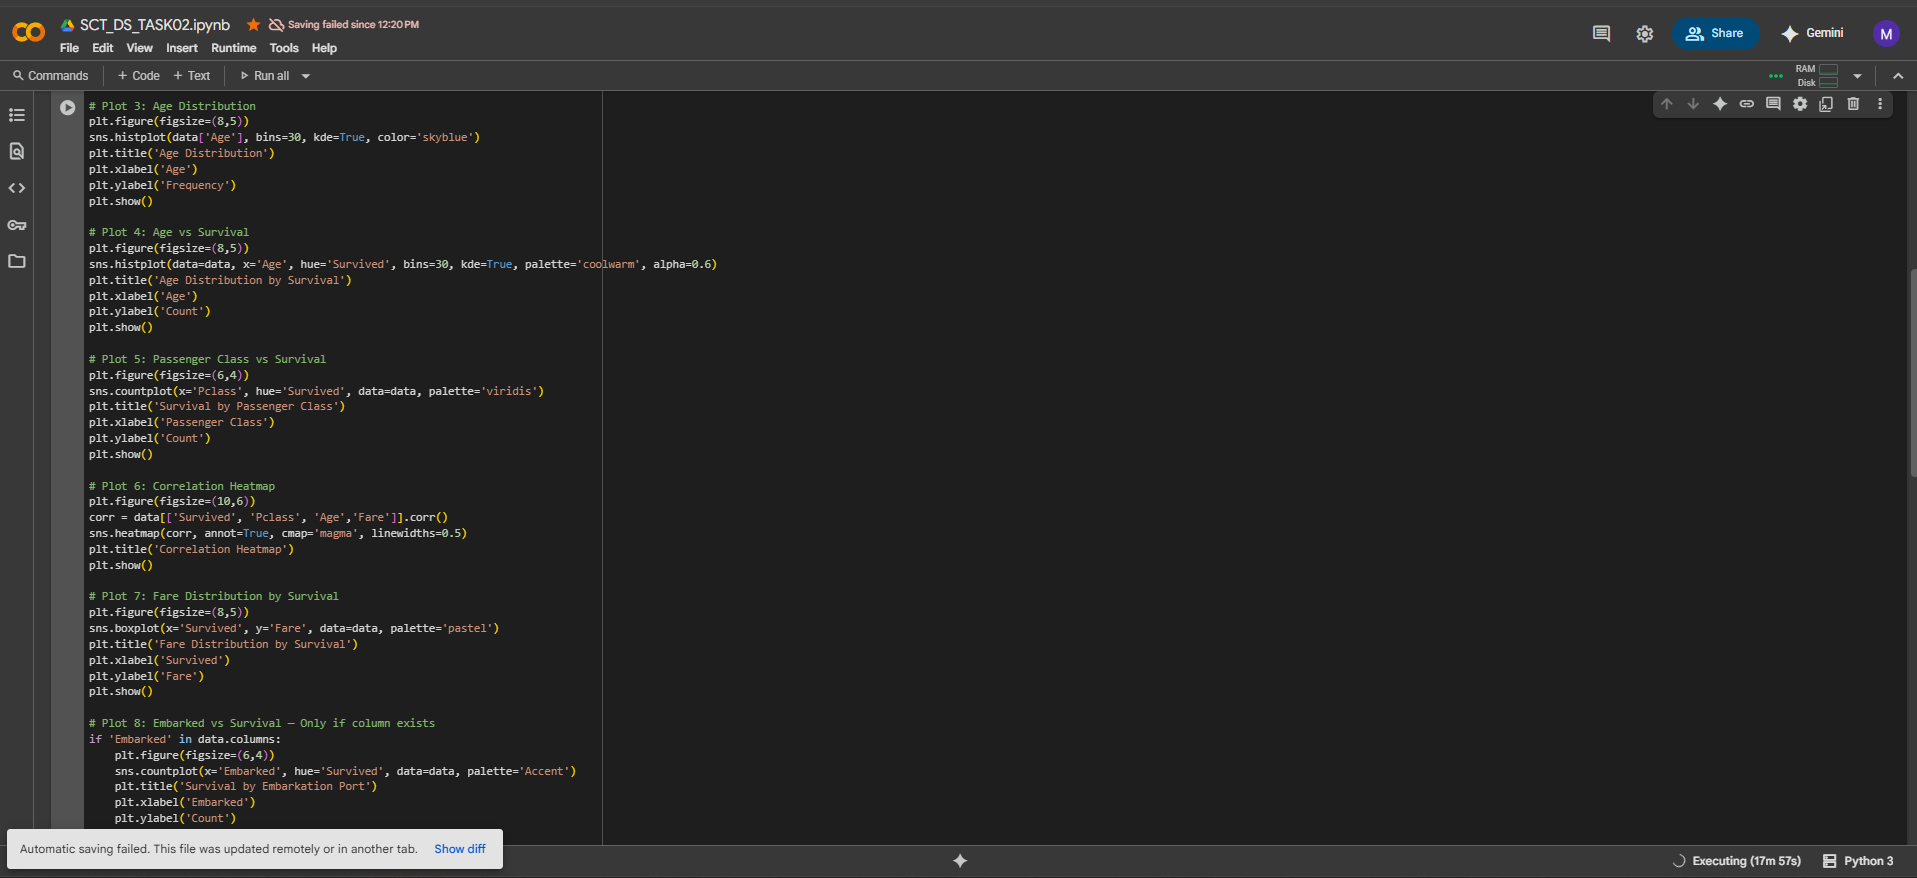 SCT_DS_TASK02.ipynb
Saving failed since 12:20 PM
File Edit View Insert Runtime Tools Help
Share
Gemini
M
Commands + Code + Text Run all
RAM
Disk
# Plot 3: Age Distribution
plt.figure(figsize=(8,5))
sns.histplot(data['Age'], bins=30, kde=True, color='skyblue')
plt.title('Age Distribution')
plt.xlabel('Age')
plt.ylabel('Frequency')
plt.show()
# Plot 4: Age vs Survival
plt.figure(figsize=(8,5))
sns.histplot(data=data, x='Age', hue='Survived', bins=30, kde=True, palette='coolwarm', alpha=0.6)
plt.title('Age Distribution by Survival')
plt.xlabel('Age')
plt.ylabel('Count')
plt.show()
# Plot 5: Passenger Class vs Survival
plt.figure(figsize=(6,4))
sns.countplot(x='Pclass', hue='Survived', data=data, palette='viridis')
plt.title('Survival by Passenger Class')
plt.xlabel('Passenger Class')
plt.ylabel('Count')
plt.show()
# Plot 6: Correlation Heatmap
plt.figure(figsize=(10,6))
corr = data[['Survived', 'Pclass', 'Age','Fare']].corr()
sns.heatmap(corr, annot=True, cmap='magma', linewidths=0.5)
plt.title('Correlation Heatmap')
plt.show()
# Plot 7: Fare Distribution by Survival
plt.figure(figsize=(8,5))
sns.boxplot(x='Survived', y='Fare', data=data, palette='pastel')
plt.title('Fare Distribution by Survival')
plt.xlabel('Survived')
plt.ylabel('Fare')
plt.show()
# Plot 8: Embarked vs Survival – Only if column exists
if 'Embarked' in data.columns:
    plt.figure(figsize=(6,4))
    sns.countplot(x='Embarked', hue='Survived', data=data, palette='Accent')
    plt.title('Survival by Embarkation Port')
    plt.xlabel('Embarked')
    plt.ylabel('Count')
Automatic saving failed. This file was updated remotely or in another tab. Show diff
Executing (17m 57s) Python 3